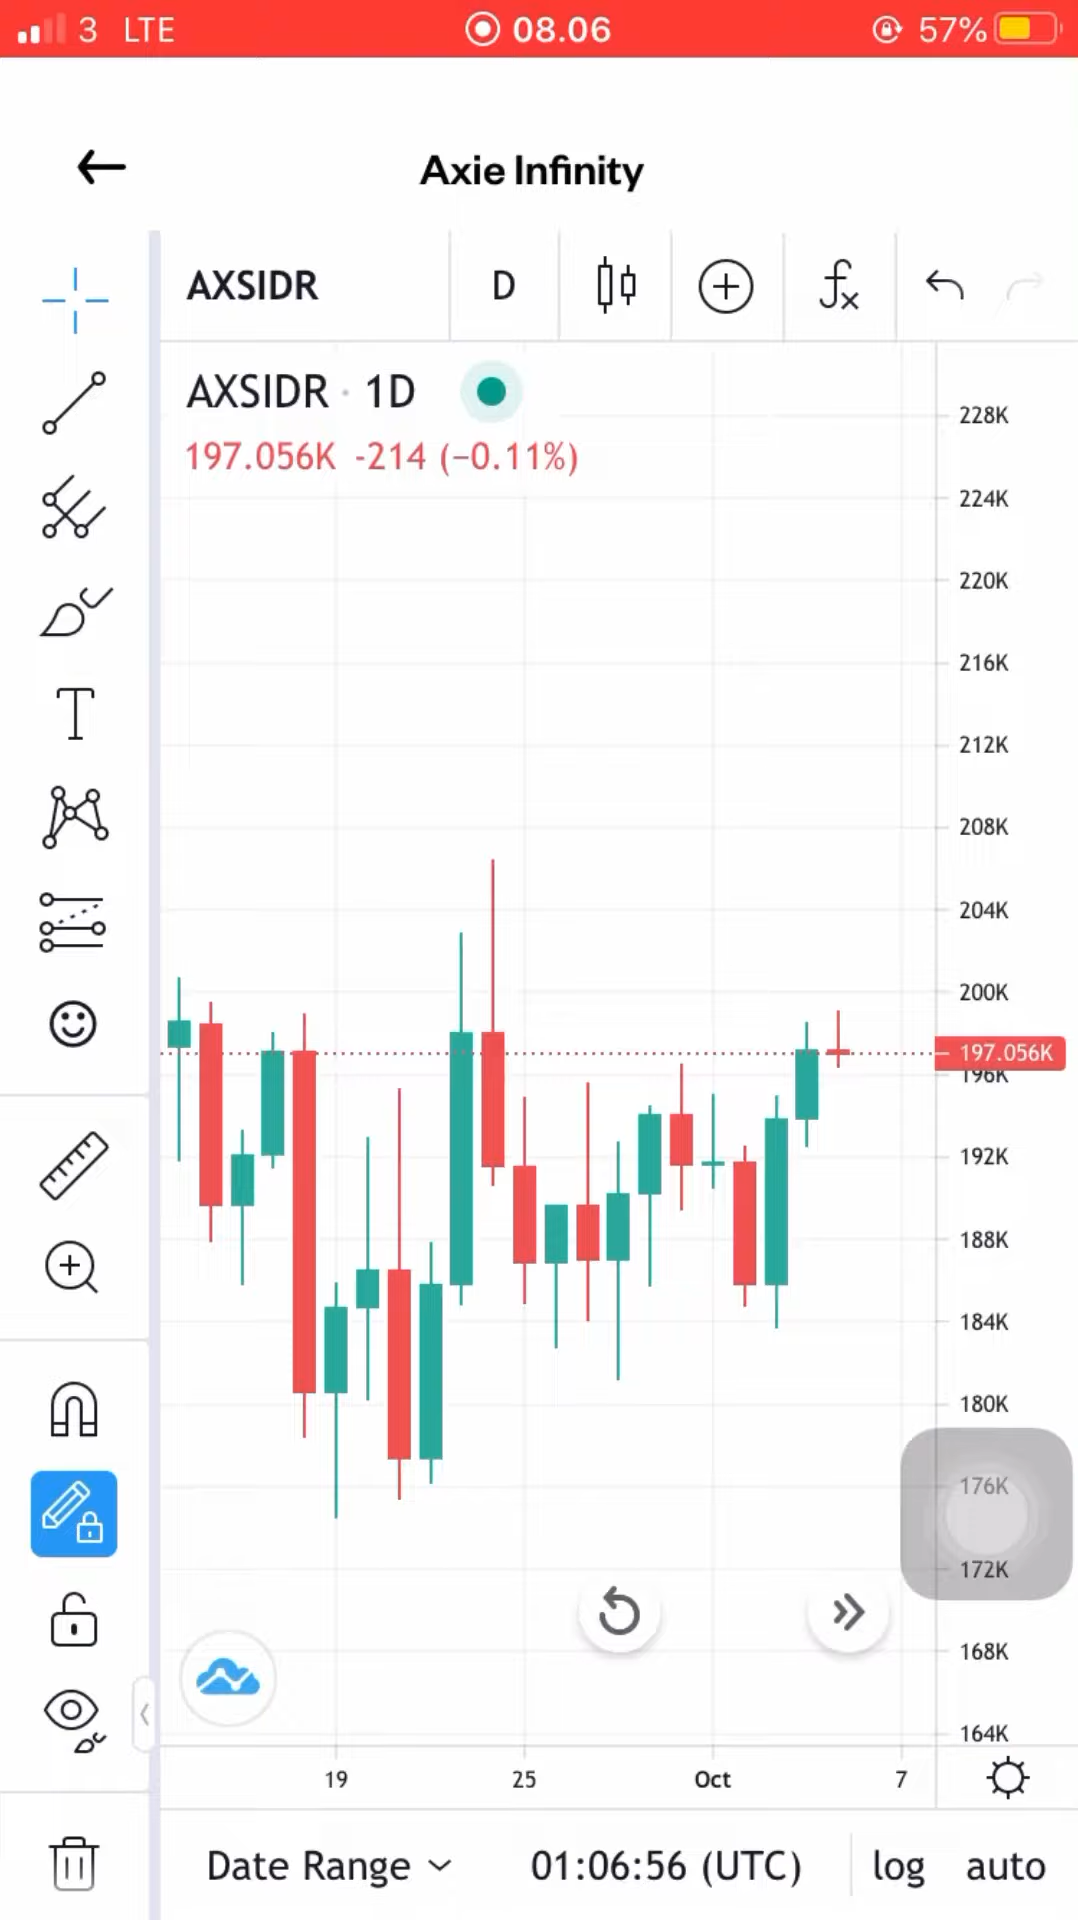 3 LTE 08.06 57%
Axie Infinity
AXSIDR D
AXSIDR · 1D
197.056K -214 (−0.11%)
228K
224K
220K
216K
212K
208K
204K
200K
197.056K
196K
192K
188K
184K
180K
176K
172K
168K
164K
19 25 Oct 7
Date Range 01:06:56 (UTC) log auto